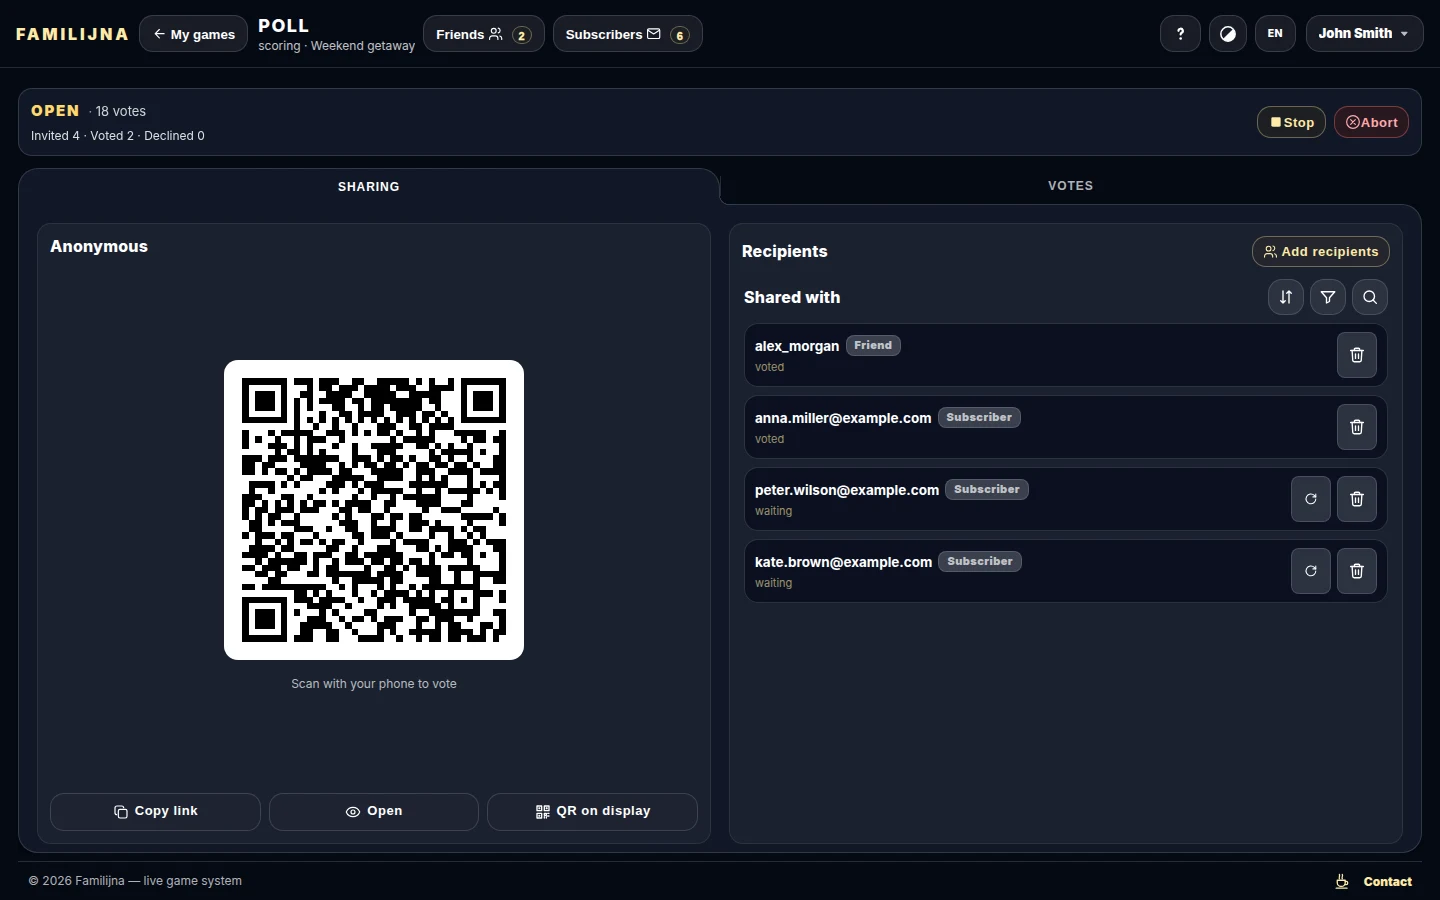 FAMILIJNA
← My games
POLL
scoring · Weekend getaway
Friends 2
Subscribers 6
?
EN
John Smith
OPEN · 18 votes
Invited 4 · Voted 2 · Declined 0
Stop
Abort
SHARING
VOTES
Anonymous
Scan with your phone to vote
Copy link
Open
QR on display
Recipients
Add recipients
Shared with
alex_morgan Friend
voted
anna.miller@example.com Subscriber
voted
peter.wilson@example.com Subscriber
waiting
kate.brown@example.com Subscriber
waiting
© 2026 Familijna — live game system
Contact